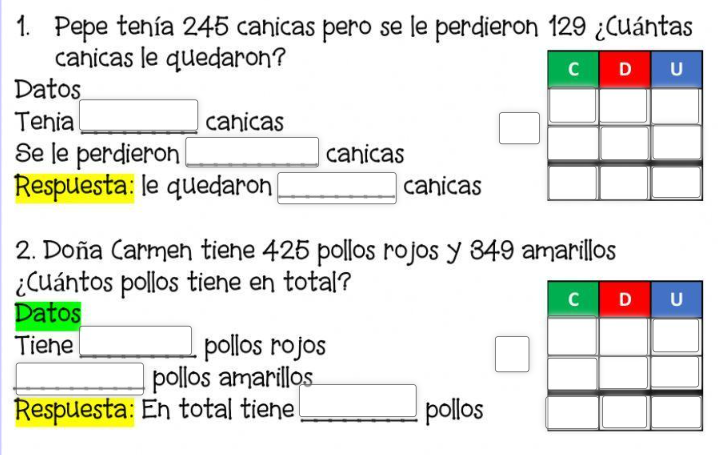 1. Pepe tenía 245 canicas pero se le perdieron 129 ¿Cuántas
canicas le quedaron?
C D U
Datos
Tenia canicas
Se le perdieron canicas
Respuesta: le quedaron canicas
2. Doña Carmen tiene 425 pollos rojos y 349 amarillos
¿Cuántos pollos tiene en total?
C D U
Datos
Tiene pollos rojos
pollos amarillos
Respuesta: En total tiene pollos